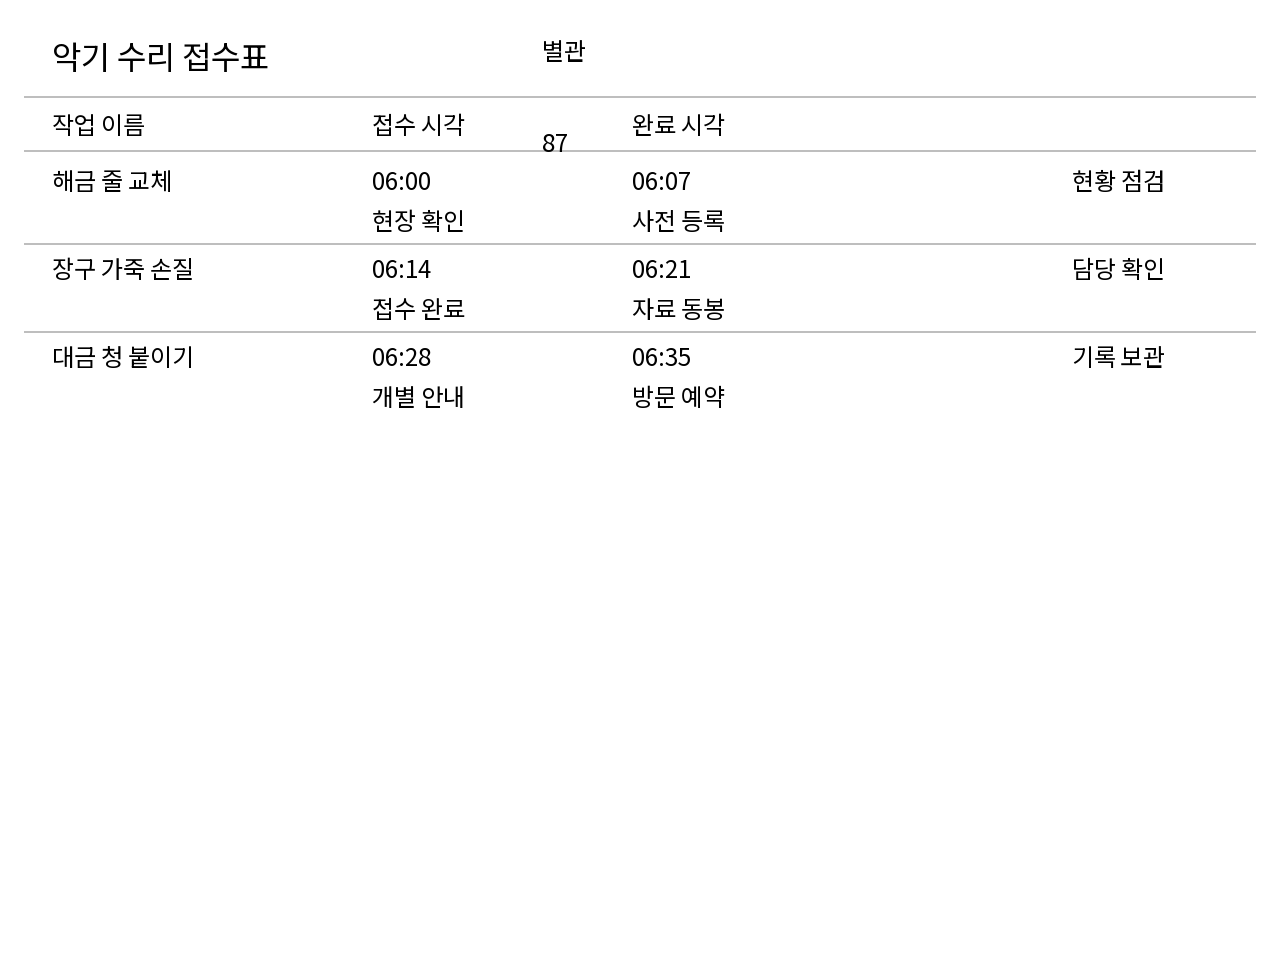 악기 수리 접수표 별관
작업 이름 접수 시각 87 완료 시각
해금 줄 교체 06:00 06:07 현황 점검
현장 확인 사전 등록
장구 가죽 손질 06:14 06:21 담당 확인
접수 완료 자료 동봉
대금 청 붙이기 06:28 06:35 기록 보관
개별 안내 방문 예약